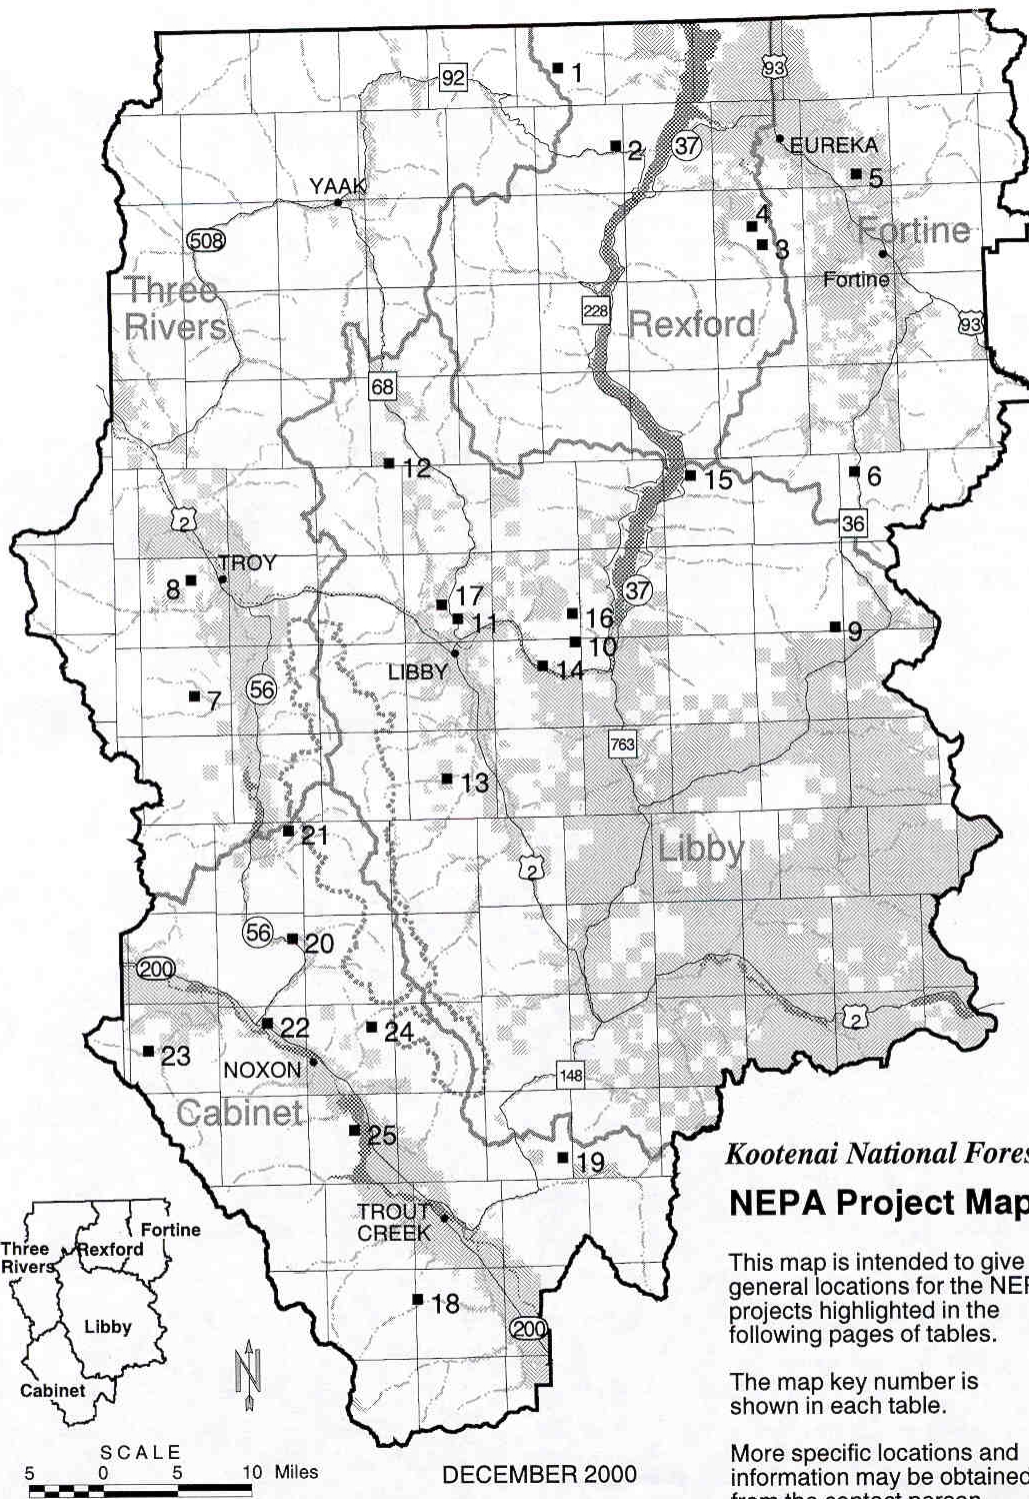 92
1
93
2
37
EUREKA
5
YAAK
4
Fortine
508
3
Fortine
Three
Rivers
228
Rexford
93
68
12
15
6
2
36
TROY
8
17
37
16
11
9
10
LIBBY
14
56
7
763
13
21
Libby
2
56
20
200
22
24
2
23
NOXON
148
Cabinet
25
19
TROUT
CREEK
18
200
Kootenai National Fores
NEPA Project Map
This map is intended to give
general locations for the NEP
projects highlighted in the
following pages of tables.
The map key number is
shown in each table.
More specific locations and
information may be obtained
from the contact person
Fortine
Three
Rivers
Rexford
Libby
Cabinet
N
SCALE
5 0 5 10 Miles
DECEMBER 2000